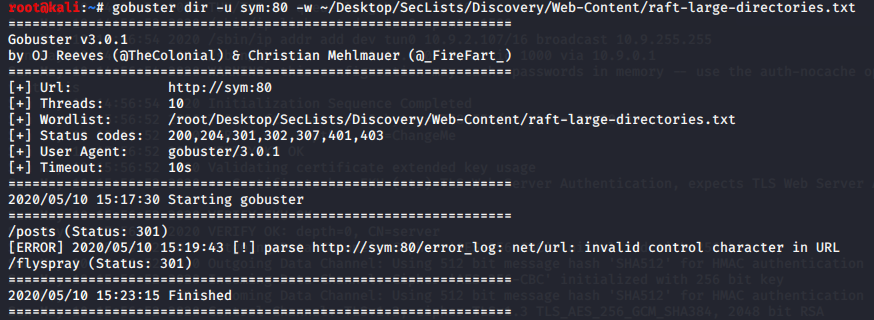 root@kali:~# gobuster dir -u sym:80 -w ~/Desktop/SecLists/Discovery/Web-Content/raft-large-directories.txt
===============================================================
Gobuster v3.0.1
by OJ Reeves (@TheColonial) & Christian Mehlmauer (@_FireFart_)
===============================================================
[+] Url:            http://sym:80
[+] Threads:        10
[+] Wordlist:       /root/Desktop/SecLists/Discovery/Web-Content/raft-large-directories.txt
[+] Status codes:   200,204,301,302,307,401,403
[+] User Agent:     gobuster/3.0.1
[+] Timeout:        10s
===============================================================
2020/05/10 15:17:30 Starting gobuster
===============================================================
/posts (Status: 301)
[ERROR] 2020/05/10 15:19:43 [!] parse http://sym:80/error_log: net/url: invalid control character in URL
/flyspray (Status: 301)
===============================================================
2020/05/10 15:23:15 Finished
===============================================================